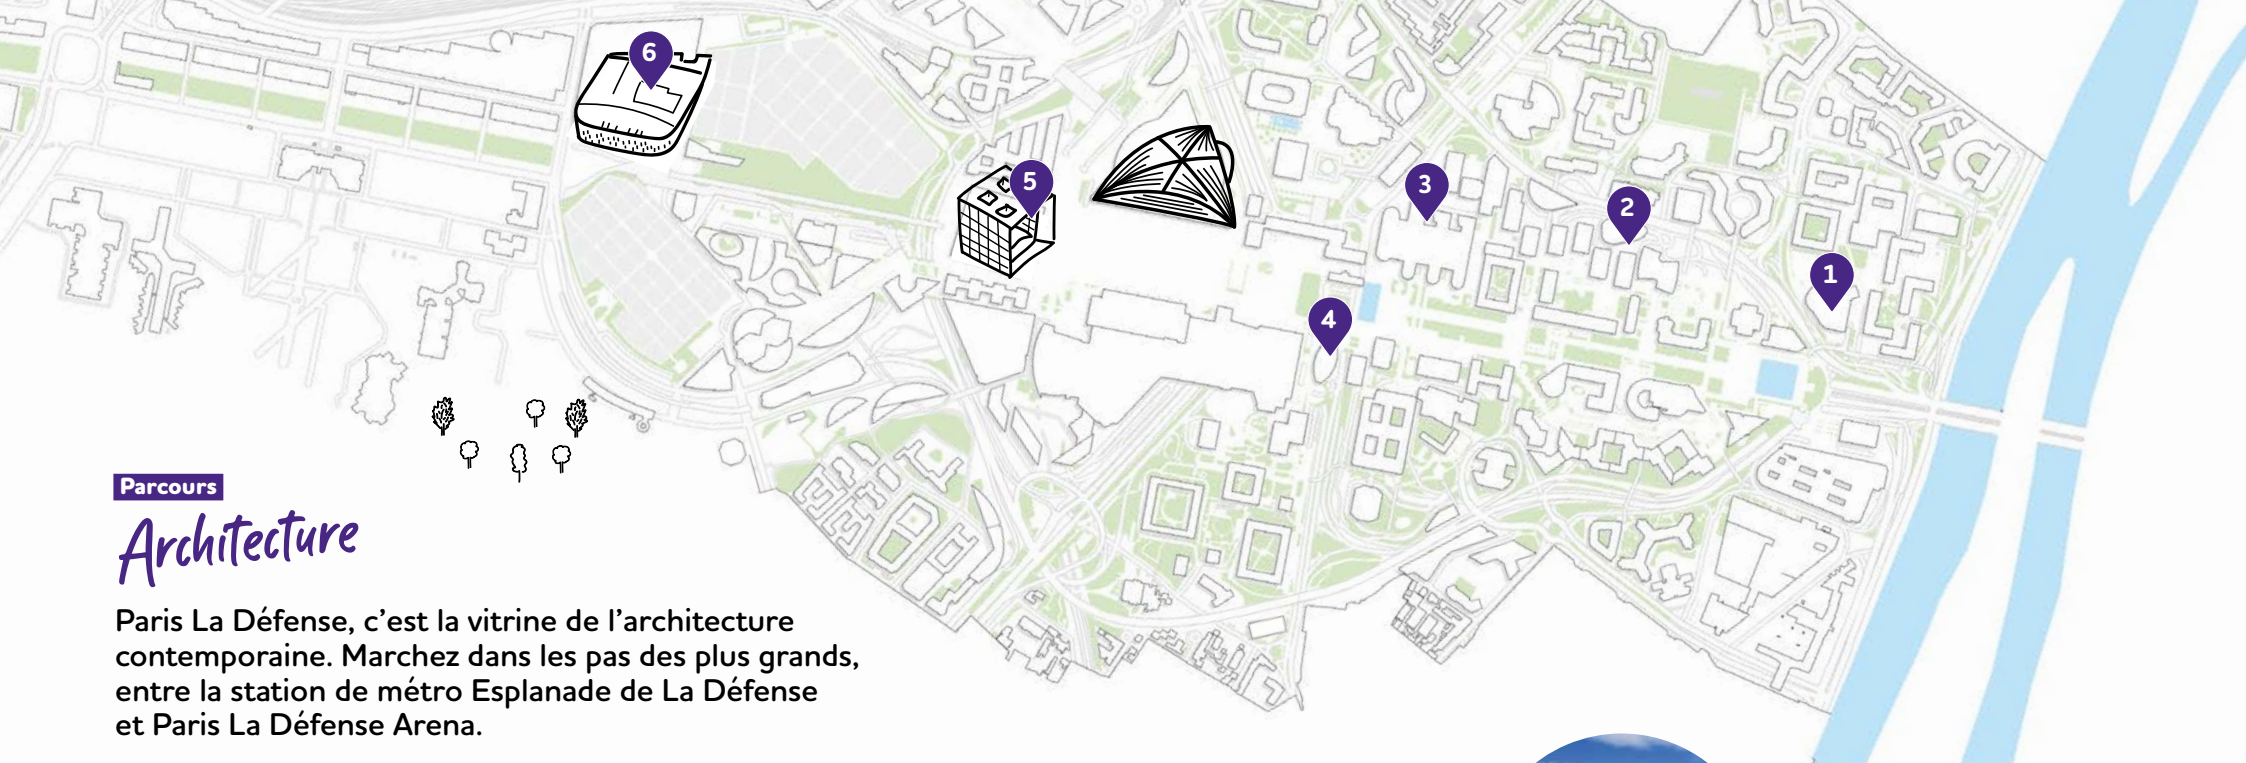 6
5
3
2
1
4
Parcours
Architecture
Paris La Défense, c’est la vitrine de l’architecture
contemporaine. Marchez dans les pas des plus grands,
entre la station de métro Esplanade de La Défense
et Paris La Défense Arena.